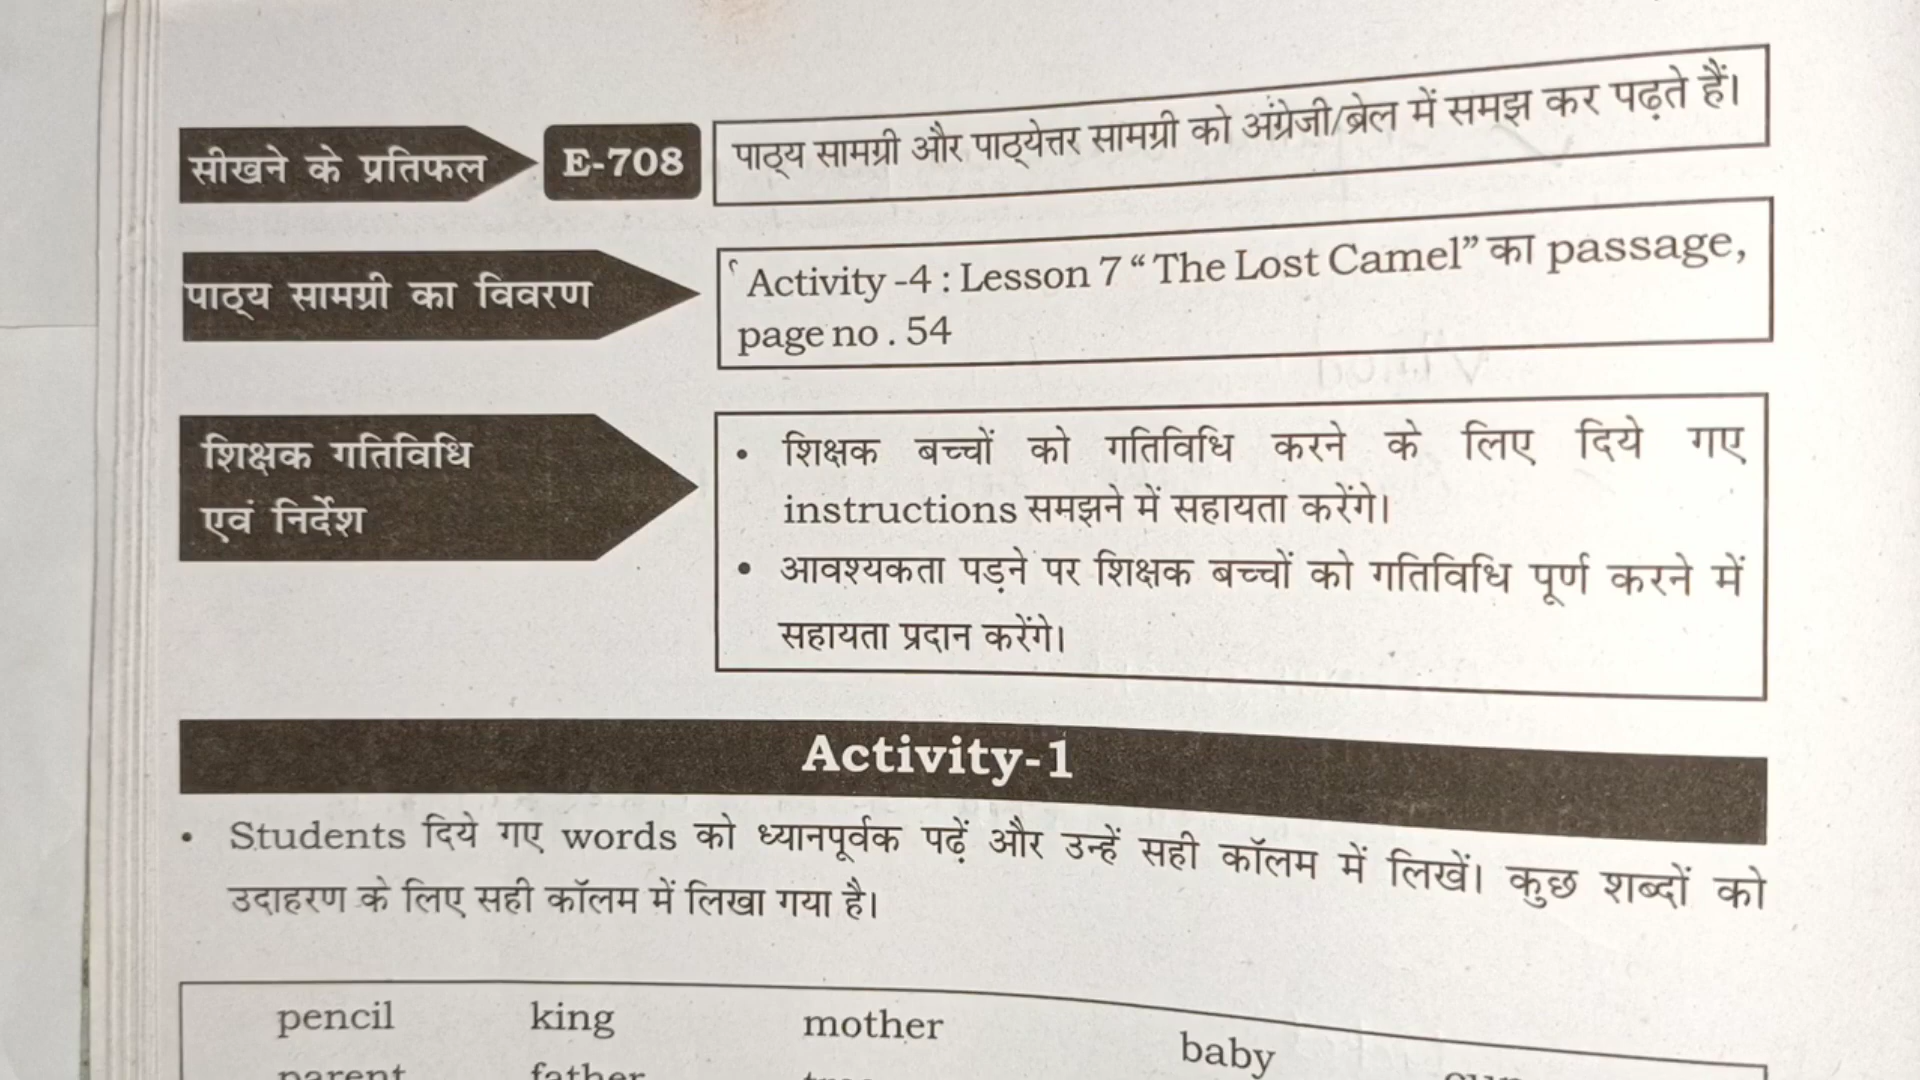 सीखने के प्रतिफल
E-708
पाठ्य सामग्री और पाठ्येत्तर सामग्री को अंग्रेजी/ब्रेल में समझ कर पढ़ते हैं।
पाठ्य सामग्री का विवरण
Activity -4 : Lesson 7 “ The Lost Camel” का passage,
page no . 54
शिक्षक गतिविधि
एवं निर्देश
• शिक्षक बच्चों को गतिविधि करने के लिए दिये गए
instructions समझने में सहायता करेंगे।
• आवश्यकता पड़ने पर शिक्षक बच्चों को गतिविधि पूर्ण करने में
सहायता प्रदान करेंगे।
Activity-1
• Students दिये गए words को ध्यानपूर्वक पढ़ें और उन्हें सही कॉलम में लिखें। कुछ शब्दों को
उदाहरण के लिए सही कॉलम में लिखा गया है।
pencil king mother baby
parent father